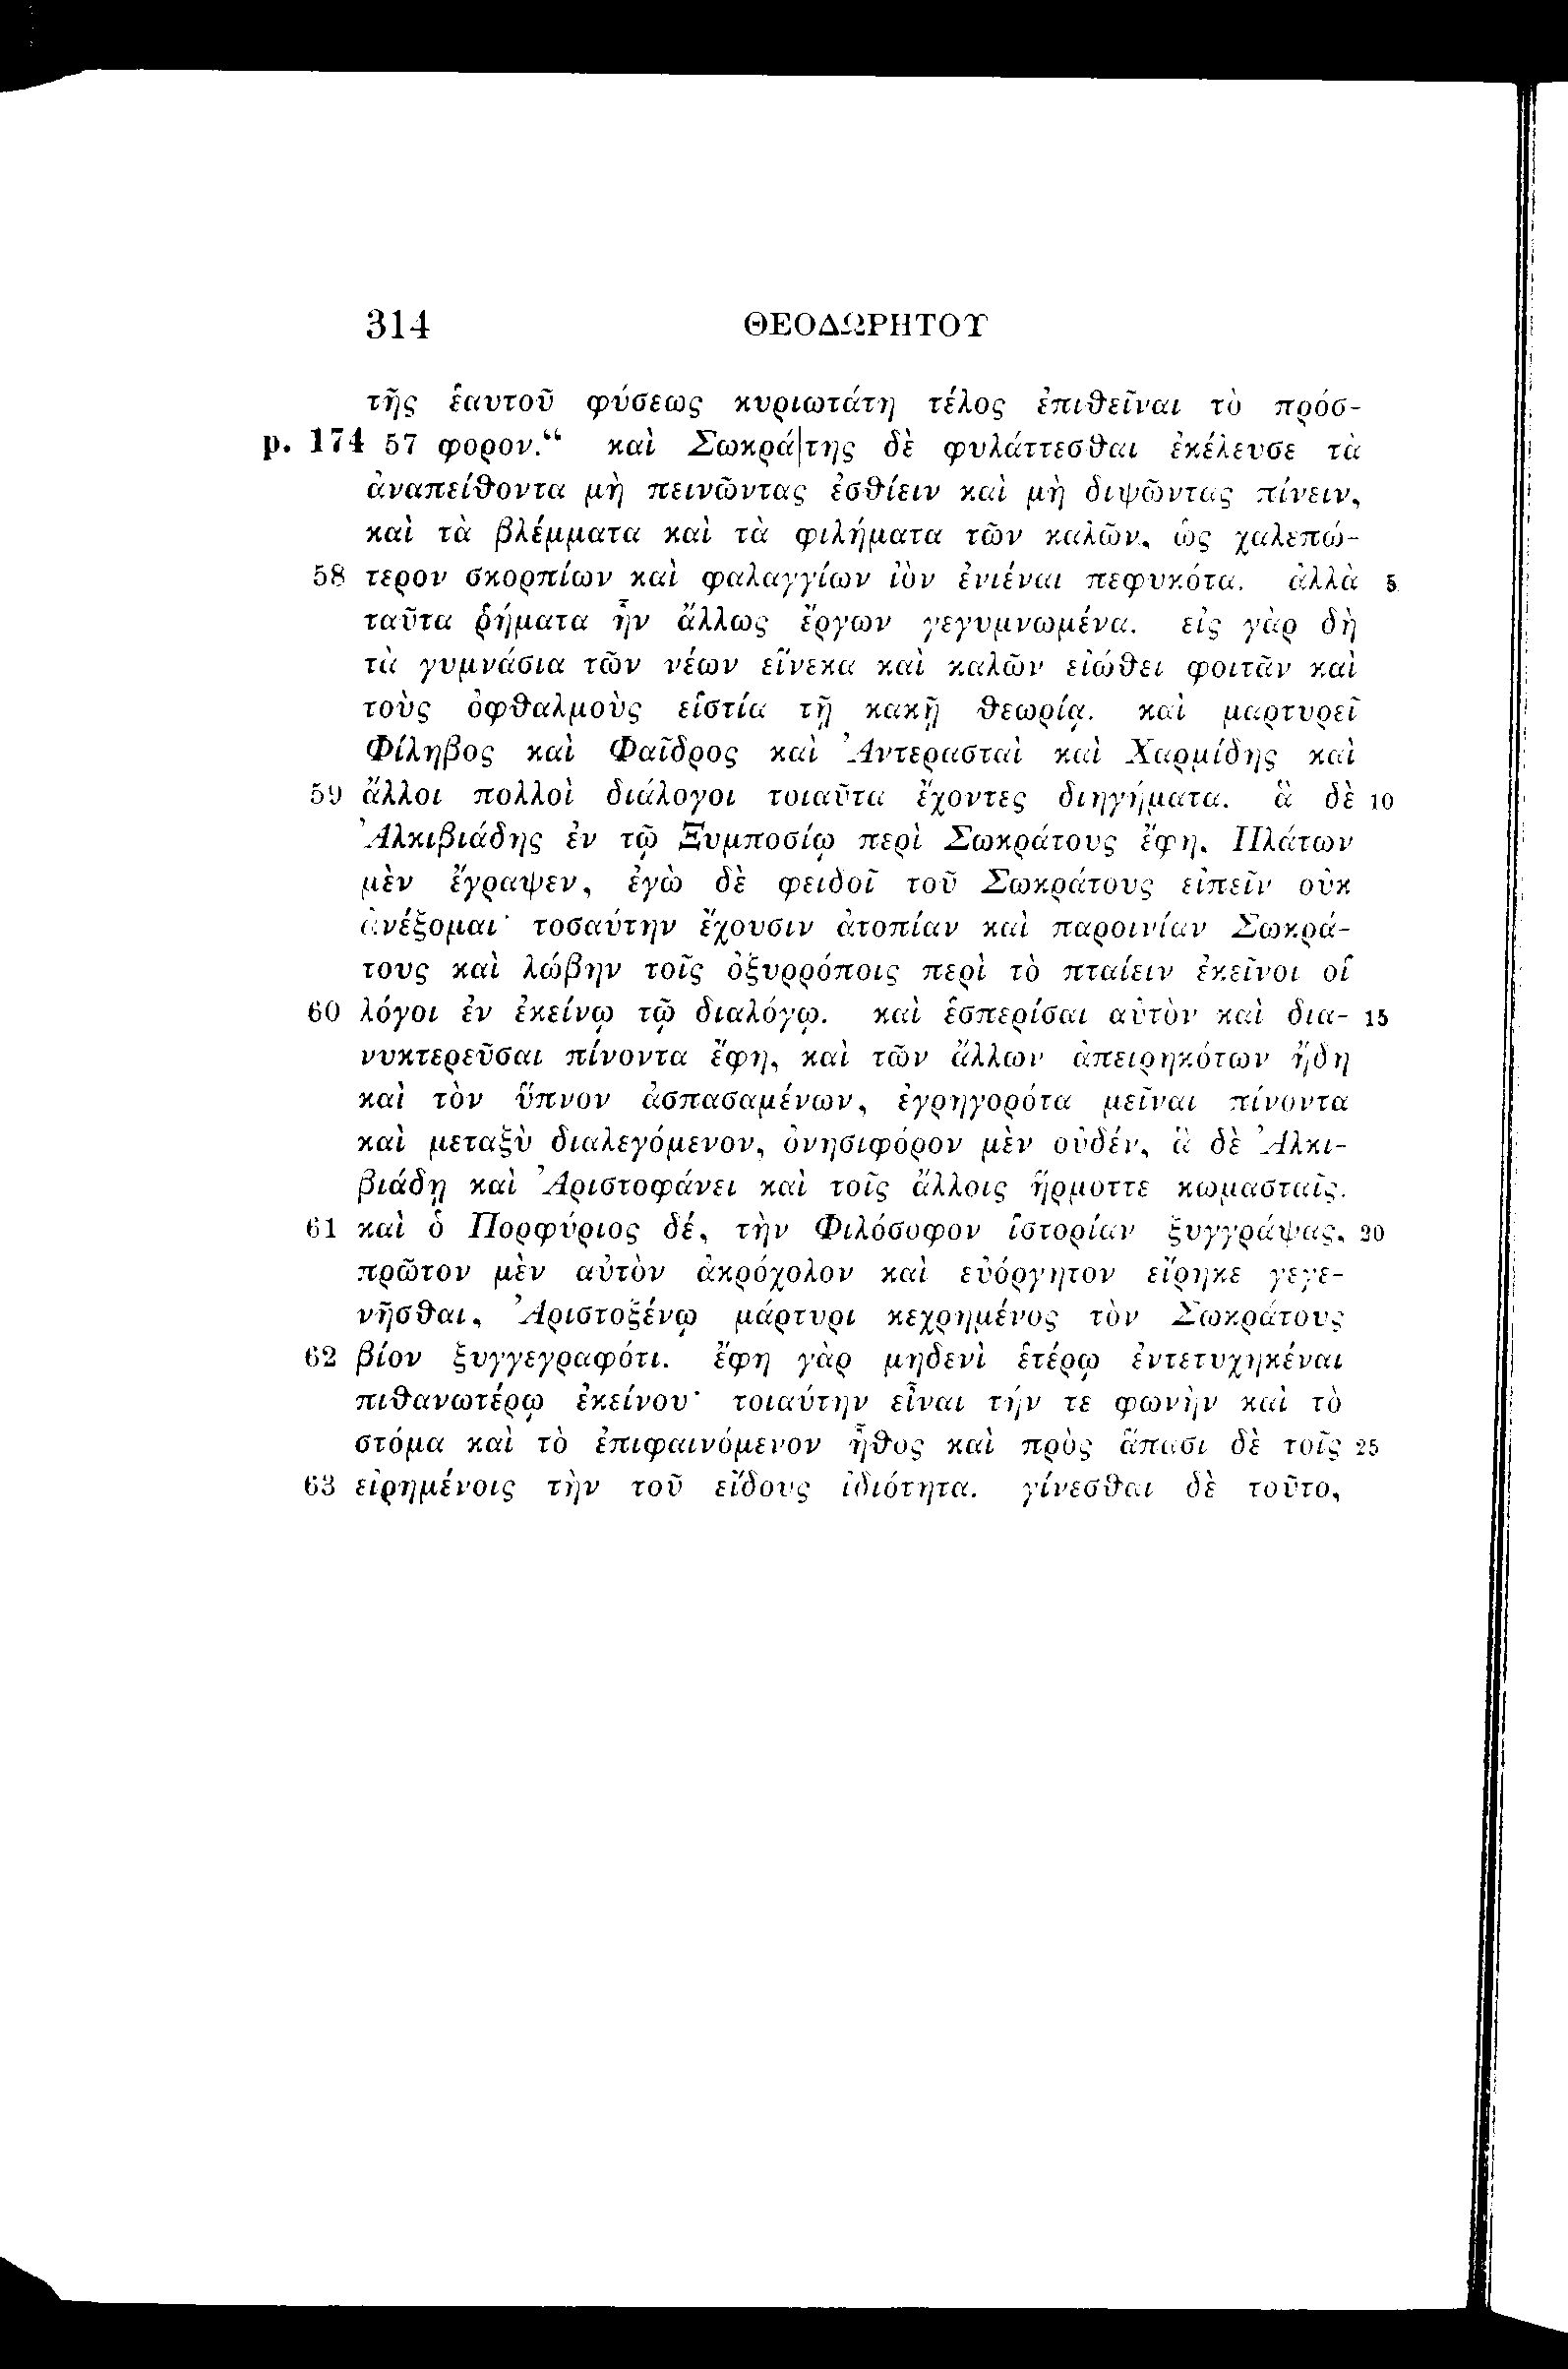 314 ΘΕΟΔΩΡΗΤΟΥ
τῆς ἑαυτοῦ φύσεως κυριωτάτη τέλος ἐπιθεῖναι τὸ πρόσ-
p. 174 57 φορον.“ καὶ Σωκρά|της δὲ φυλάττεσθαι ἐκέλευσε τὰ
ἀναπείθοντα μὴ πεινῶντας ἐσθίειν καὶ μὴ διψῶντας πίνειν,
καὶ τὰ βλέμματα καὶ τὰ φιλήματα τῶν καλῶν, ὡς χαλεπώ-
58 τερον σκορπίων καὶ φαλαγγίων ἰὸν ἐνιέναι πεφυκότα. ἀλλὰ 5
ταῦτα ῥήματα ἦν ἄλλως ἔργων γεγυμνωμένα. εἰς γὰρ δὴ
τὰ γυμνάσια τῶν νέων εἵνεκα καὶ καλῶν εἰώθει φοιτᾶν καὶ
τοὺς ὀφθαλμοὺς εἱστία τῇ κακῇ θεωρίᾳ. καὶ μαρτυρεῖ
Φίληβος καὶ Φαῖδρος καὶ Ἀντερασταὶ καὶ Χαρμίδης καὶ
59 ἄλλοι πολλοὶ διάλογοι τοιαῦτα ἔχοντες διηγήματα. ἃ δὲ 10
Ἀλκιβιάδης ἐν τῷ Ξυμποσίῳ περὶ Σωκράτους ἔφη, Πλάτων
μὲν ἔγραψεν, ἐγὼ δὲ φειδοῖ τοῦ Σωκράτους εἰπεῖν οὐκ
ἀνέξομαι· τοσαύτην ἔχουσιν ἀτοπίαν καὶ παροινίαν Σωκρά-
τους καὶ λώβην τοῖς ὀξυρρόποις περὶ τὸ πταίειν ἐκεῖνοι οἱ
60 λόγοι ἐν ἐκείνῳ τῷ διαλόγῳ. καὶ ἑσπερίσαι αὐτὸν καὶ δια- 15
νυκτερεῦσαι πίνοντα ἔφη, καὶ τῶν ἄλλων ἀπειρηκότων ἤδη
καὶ τὸν ὕπνον ἀσπασαμένων, ἐγρηγορότα μεῖναι πίνοντα
καὶ μεταξὺ διαλεγόμενον, ὀνησιφόρον μὲν οὐδέν, ἃ δὲ Ἀλκι-
βιάδῃ καὶ Ἀριστοφάνει καὶ τοῖς ἄλλοις ἥρμοττε κωμασταῖς.
61 καὶ ὁ Πορφύριος δέ, τὴν Φιλόσοφον ἱστορίαν ξυγγράψας, 20
πρῶτον μὲν αὐτὸν ἀκρόχολον καὶ εὐόργητον εἴρηκε γεγε-
νῆσθαι, Ἀριστοξένῳ μάρτυρι κεχρημένος τὸν Σωκράτους
62 βίον ξυγγεγραφότι. ἔφη γὰρ μηδενὶ ἑτέρῳ ἐντετυχηκέναι
πιθανωτέρῳ ἐκείνου· τοιαύτην εἶναι τήν τε φωνὴν καὶ τὸ
στόμα καὶ τὸ ἐπιφαινόμενον ἦθος καὶ πρὸς ἅπασι δὲ τοῖς 25
63 εἰρημένοις τὴν τοῦ εἴδους ἰδιότητα. γίνεσθαι δὲ τοῦτο,